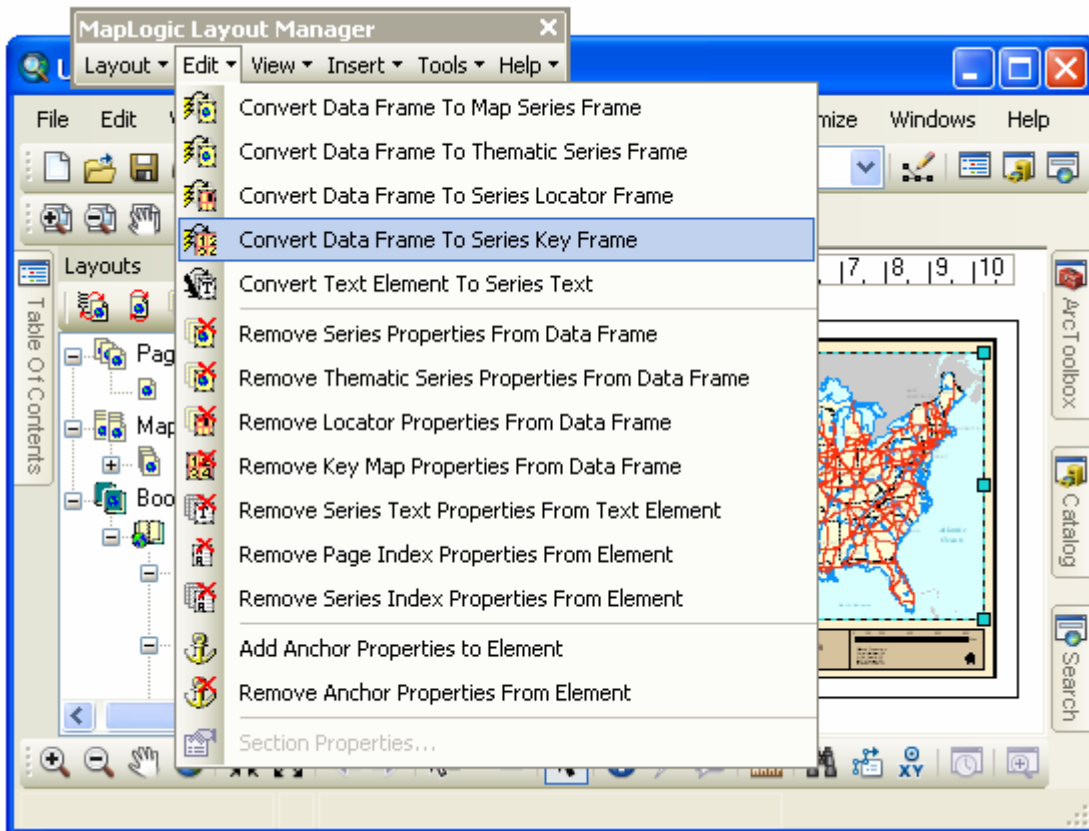 MapLogic Layout Manager
Layout Edit View Insert Tools Help
U
File Edit
mize Windows Help
Convert Data Frame To Map Series Frame
Convert Data Frame To Thematic Series Frame
Convert Data Frame To Series Locator Frame
Convert Data Frame To Series Key Frame
Convert Text Element To Series Text
Remove Series Properties From Data Frame
Remove Thematic Series Properties From Data Frame
Remove Locator Properties From Data Frame
Remove Key Map Properties From Data Frame
Remove Series Text Properties From Text Element
Remove Page Index Properties From Element
Remove Series Index Properties From Element
Add Anchor Properties to Element
Remove Anchor Properties From Element
Section Properties...
Table Of Contents
Layouts
Pag
Map
Boo
7 8 9 10
ArcToolbox
Catalog
Search
XY